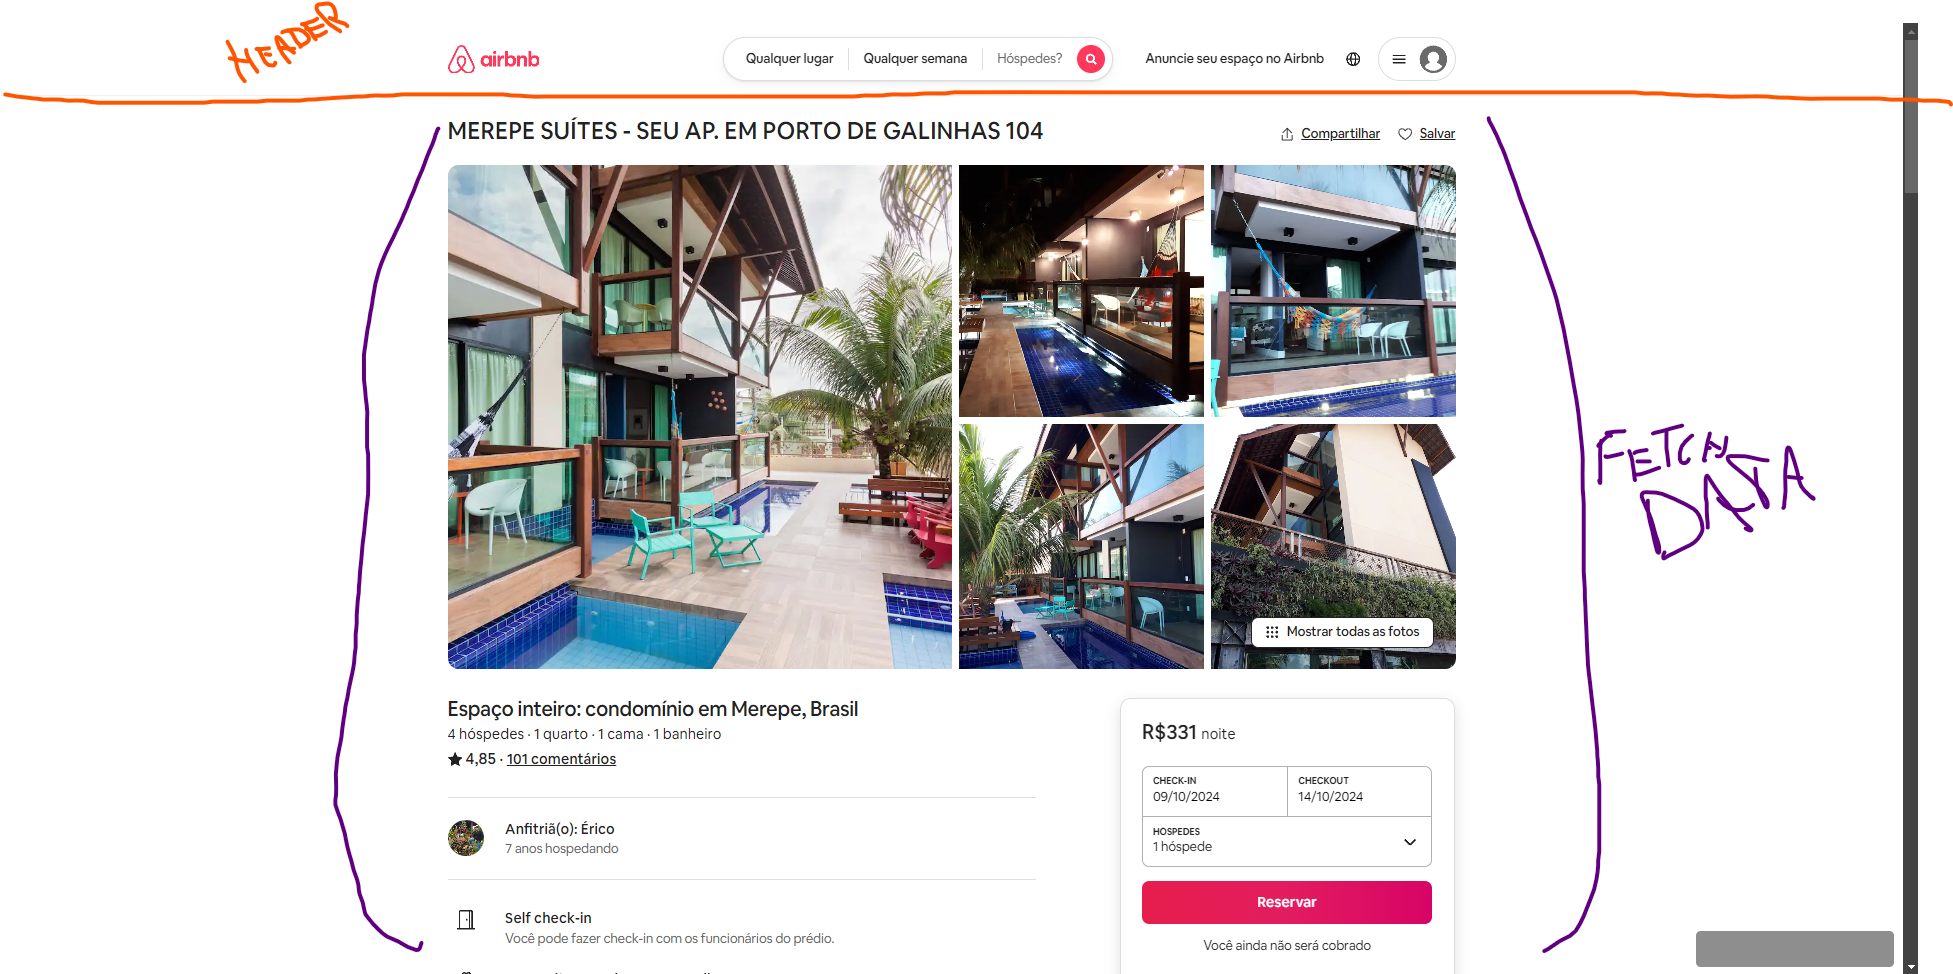 HEADER
airbnb
Qualquer lugar Qualquer semana Hóspedes? Anuncie seu espaço no Airbnb
MEREPE SUÍTES - SEU AP. EM PORTO DE GALINHAS 104
Compartilhar Salvar
FETCH
DATA
Mostrar todas as fotos
Espaço inteiro: condomínio em Merepe, Brasil
4 hóspedes · 1 quarto · 1 cama · 1 banheiro
4,85 · 101 comentários
Anfitriã(o): Érico
7 anos hospedando
Self check-in
Você pode fazer check-in com os funcionários do prédio.
R$331 noite
CHECK-IN
09/10/2024
CHECKOUT
14/10/2024
HÓSPEDES
1 hóspede
Reservar
Você ainda não será cobrado